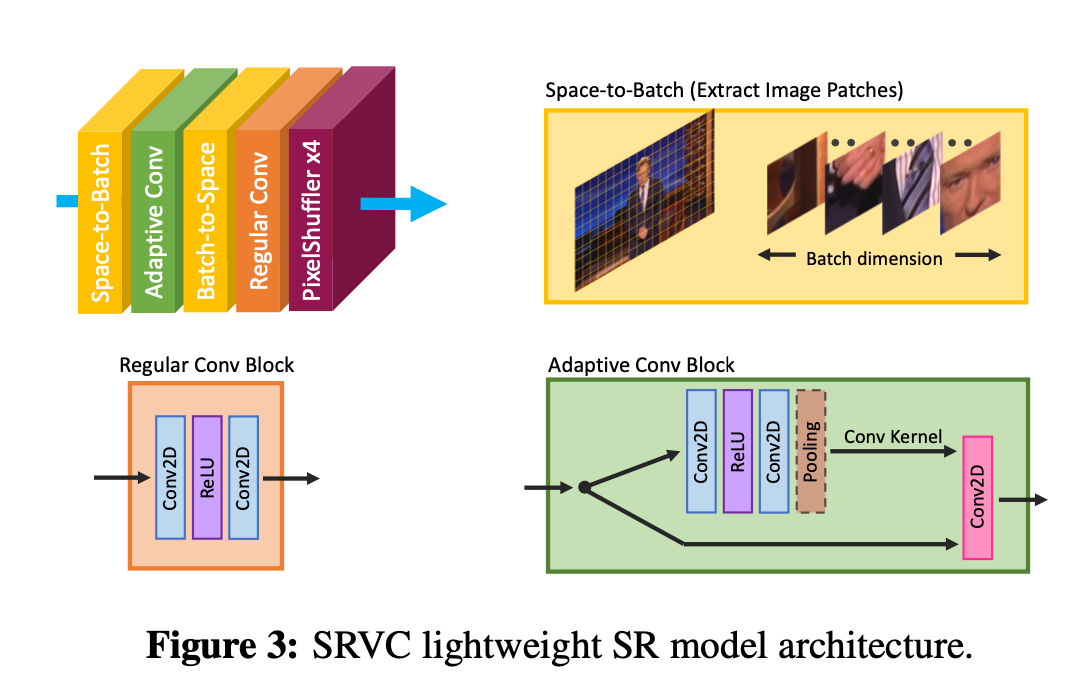 Space-to-Batch
Adaptive Conv
Batch-to-Space
Regular Conv
PixelShuffler x4
Space-to-Batch (Extract Image Patches)
Batch dimension
Regular Conv Block
Conv2D
ReLU
Conv2D
Adaptive Conv Block
Conv2D
ReLU
Conv2D
Pooling
Conv Kernel
Conv2D
Figure 3: SRVC lightweight SR model architecture.